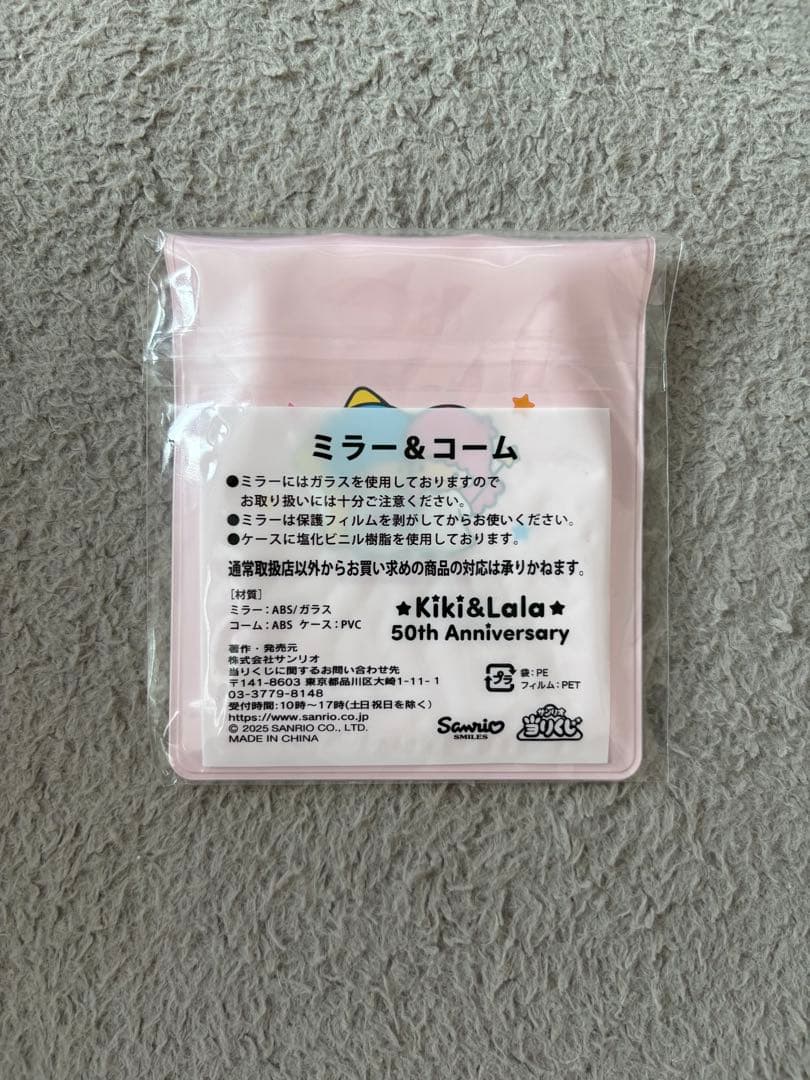 ミラー＆コーム
●ミラーにはガラスを使用しておりますので
お取り扱いには十分ご注意ください。
●ミラーは保護フィルムを剥がしてからお使いください。
●ケースに塩化ビニル樹脂を使用しております。
通常取扱店以外からお買い求めの商品の対応は承りかねます。
［材質］
ミラー：ABS/ガラス
コーム：ABS ケース：PVC
★Kiki&Lala★
50th Anniversary
著作・発売元
株式会社サンリオ
当りくじに関するお問い合わせ先
〒141-8603 東京都品川区大崎1-11-1
03-3779-8148
受付時間：10時〜17時(土日祝日を除く)
https://www.sanrio.co.jp
© 2025 SANRIO CO., LTD.
MADE IN CHINA
プラ
袋：PE
フィルム：PET
Sanrio
SMILES
サンリオ
当りくじ